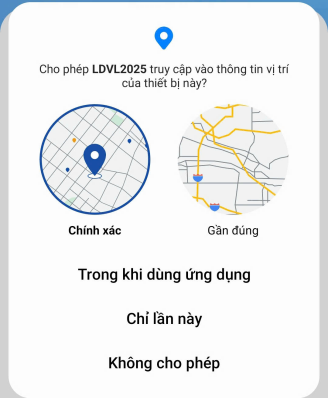 Cho phép LDVL2025 truy cập vào thông tin vị trí
của thiết bị này?
Chính xác
Gần đúng
Trong khi dùng ứng dụng
Chỉ lần này
Không cho phép